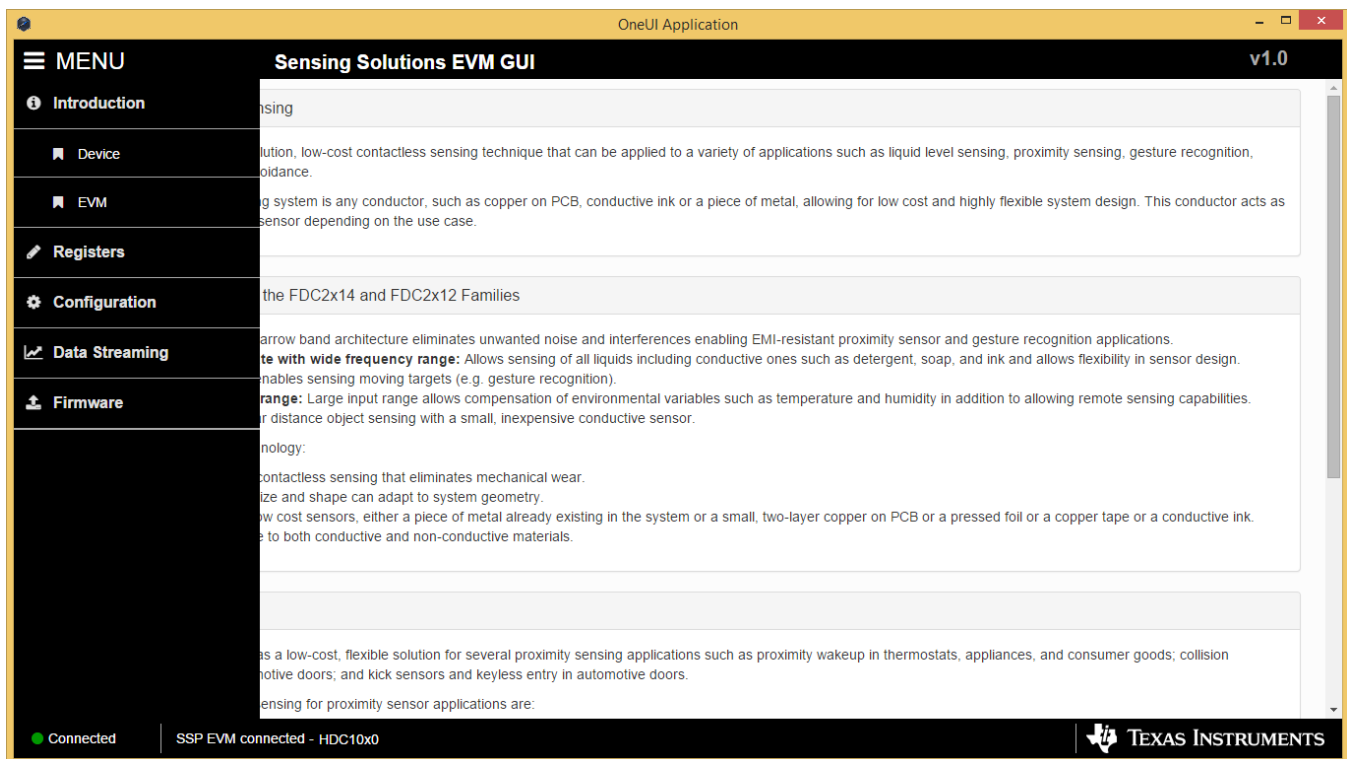 OneUI Application
MENU
Sensing Solutions EVM GUI
v1.0
Introduction
Device
EVM
Registers
Configuration
Data Streaming
Firmware
nsing
lution, low-cost contactless sensing technique that can be applied to a variety of applications such as liquid level sensing, proximity sensing, gesture recognition,
oidance.
g system is any conductor, such as copper on PCB, conductive ink or a piece of metal, allowing for low cost and highly flexible system design. This conductor acts as
sensor depending on the use case.
the FDC2x14 and FDC2x12 Families
arrow band architecture eliminates unwanted noise and interferences enabling EMI-resistant proximity sensor and gesture recognition applications.
te with wide frequency range: Allows sensing of all liquids including conductive ones such as detergent, soap, and ink and allows flexibility in sensor design.
enables sensing moving targets (e.g. gesture recognition).
range: Large input range allows compensation of environmental variables such as temperature and humidity in addition to allowing remote sensing capabilities.
r distance object sensing with a small, inexpensive conductive sensor.
nology:
contactless sensing that eliminates mechanical wear.
ize and shape can adapt to system geometry.
ow cost sensors, either a piece of metal already existing in the system or a small, two-layer copper on PCB or a pressed foil or a copper tape or a conductive ink.
e to both conductive and non-conductive materials.
as a low-cost, flexible solution for several proximity sensing applications such as proximity wakeup in thermostats, appliances, and consumer goods; collision
notive doors; and kick sensors and keyless entry in automotive doors.
ensing for proximity sensor applications are:
Connected
SSP EVM connected - HDC10x0
TEXAS INSTRUMENTS